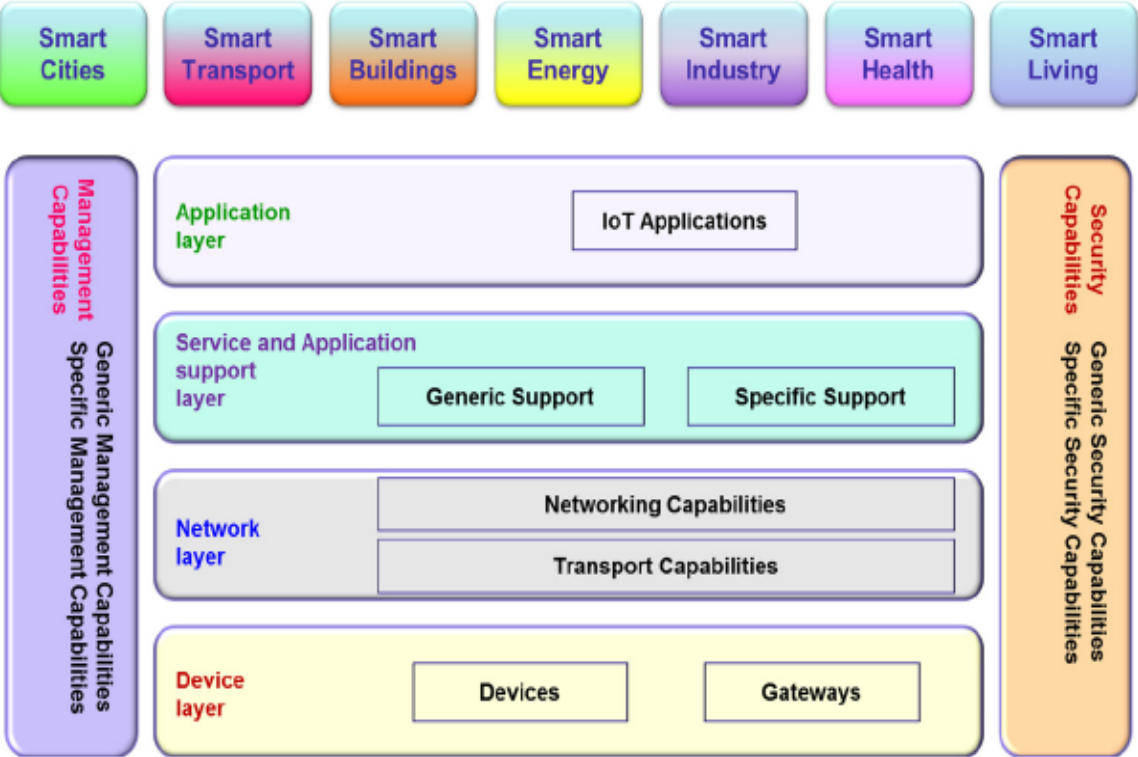 Smart
Cities
Smart
Transport
Smart
Buildings
Smart
Energy
Smart
Industry
Smart
Health
Smart
Living
Management
Capabilities
Generic Management Capabilities
Specific Management Capabilities
Application
layer
IoT Applications
Service and Application
support
layer
Generic Support
Specific Support
Network
layer
Networking Capabilities
Transport Capabilities
Device
layer
Devices
Gateways
Security
Capabilities
Generic Security Capabilities
Specific Security Capabilities